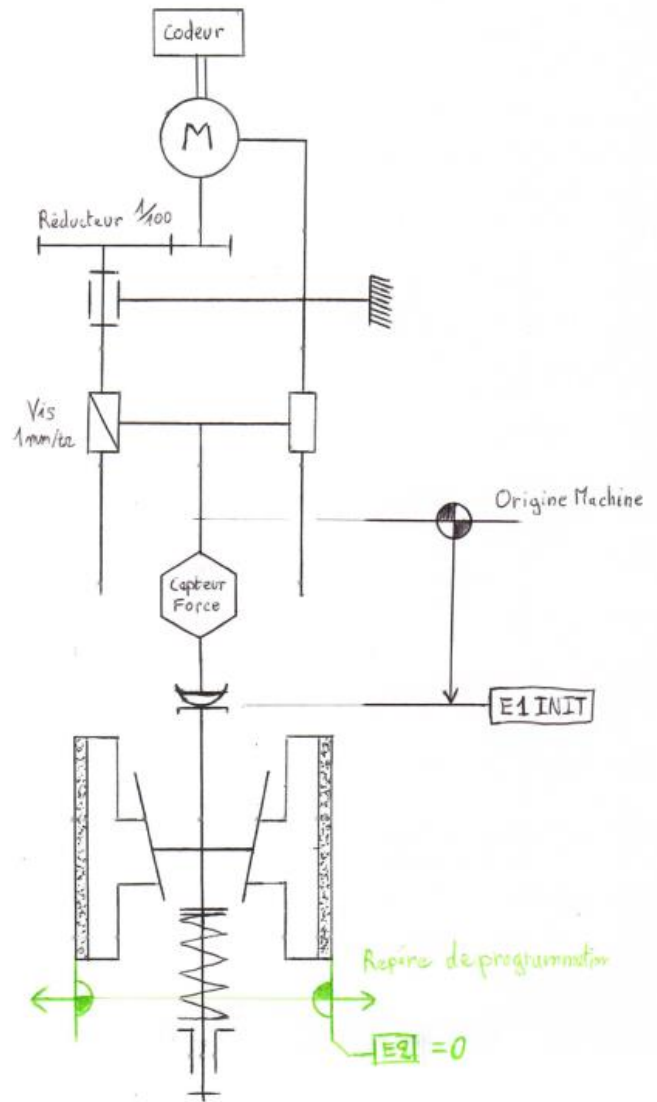 Codeur
M
Réducteur 1/100
Vis
1mm/tr
Origine Machine
Capteur
Force
E1 INIT
Repère de programmation
E2 = 0